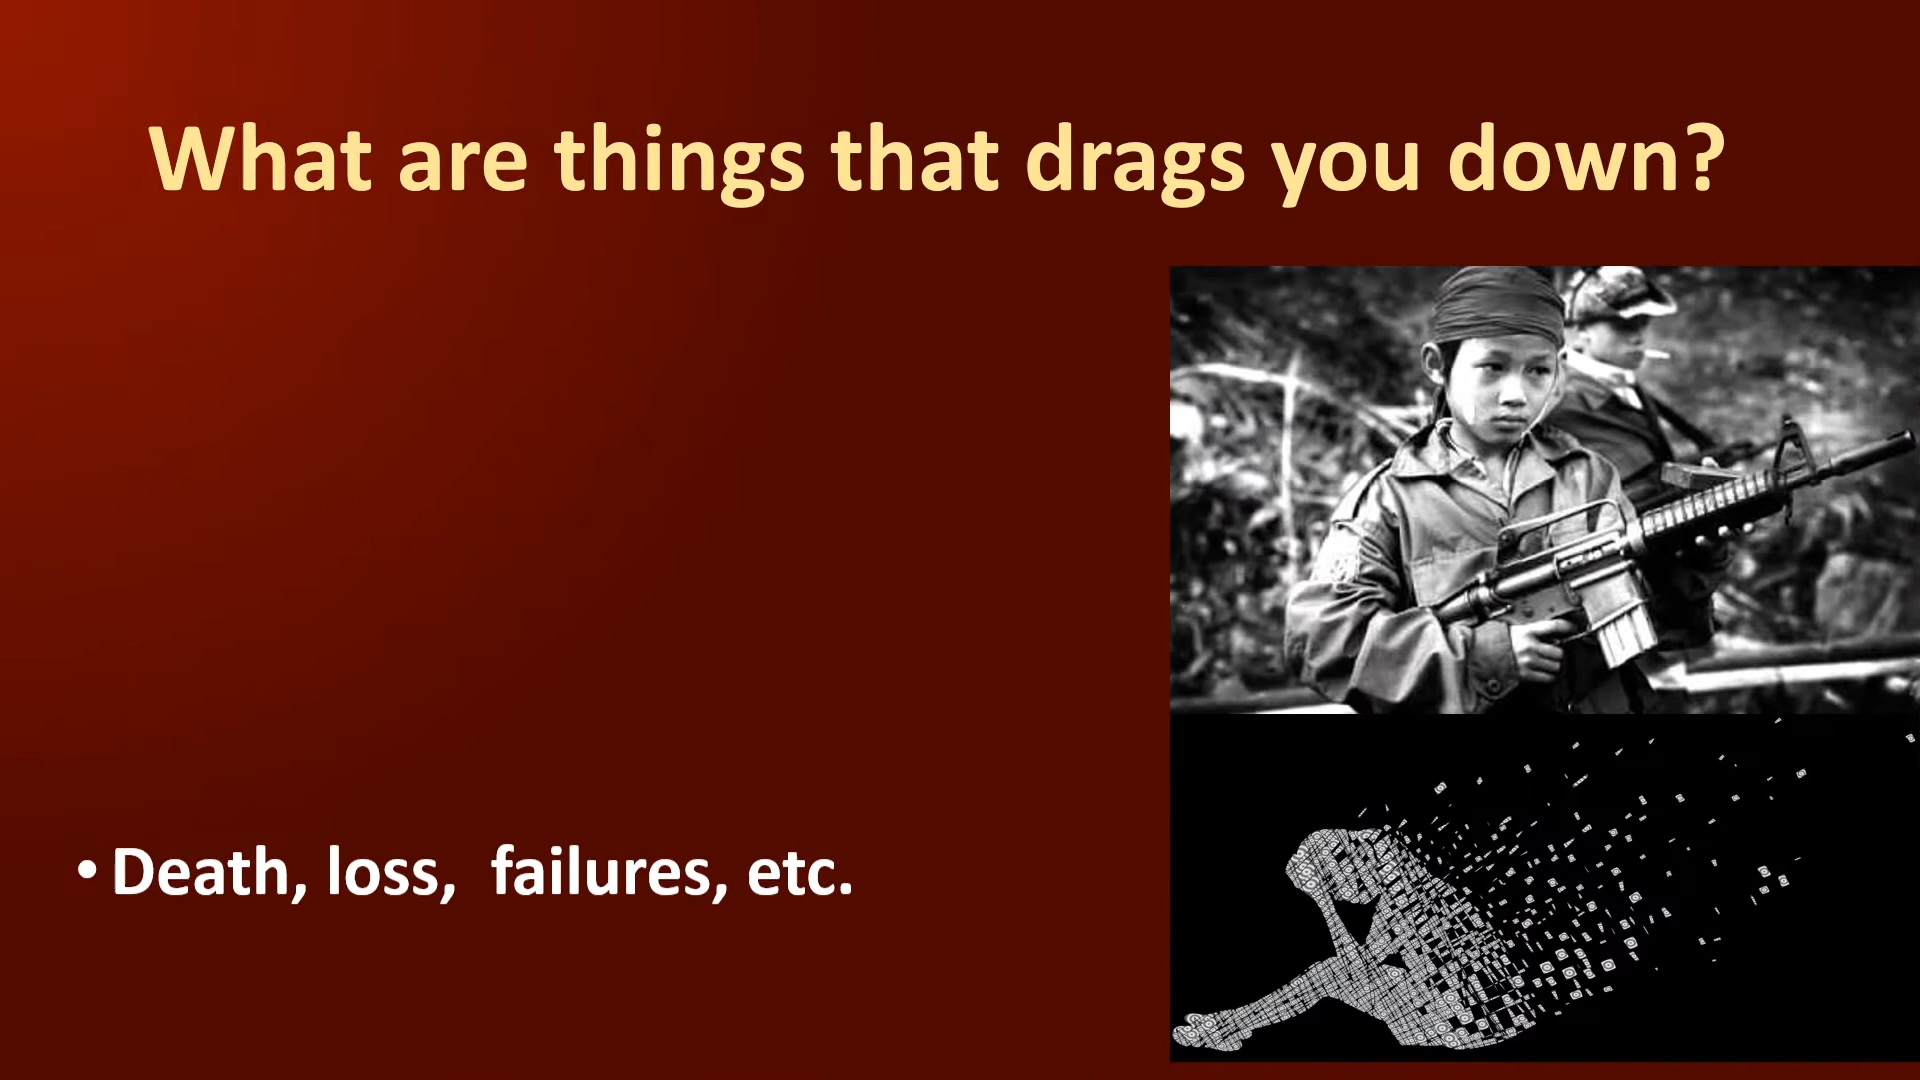 What are things that drags you down?
• Death, loss,  failures, etc.